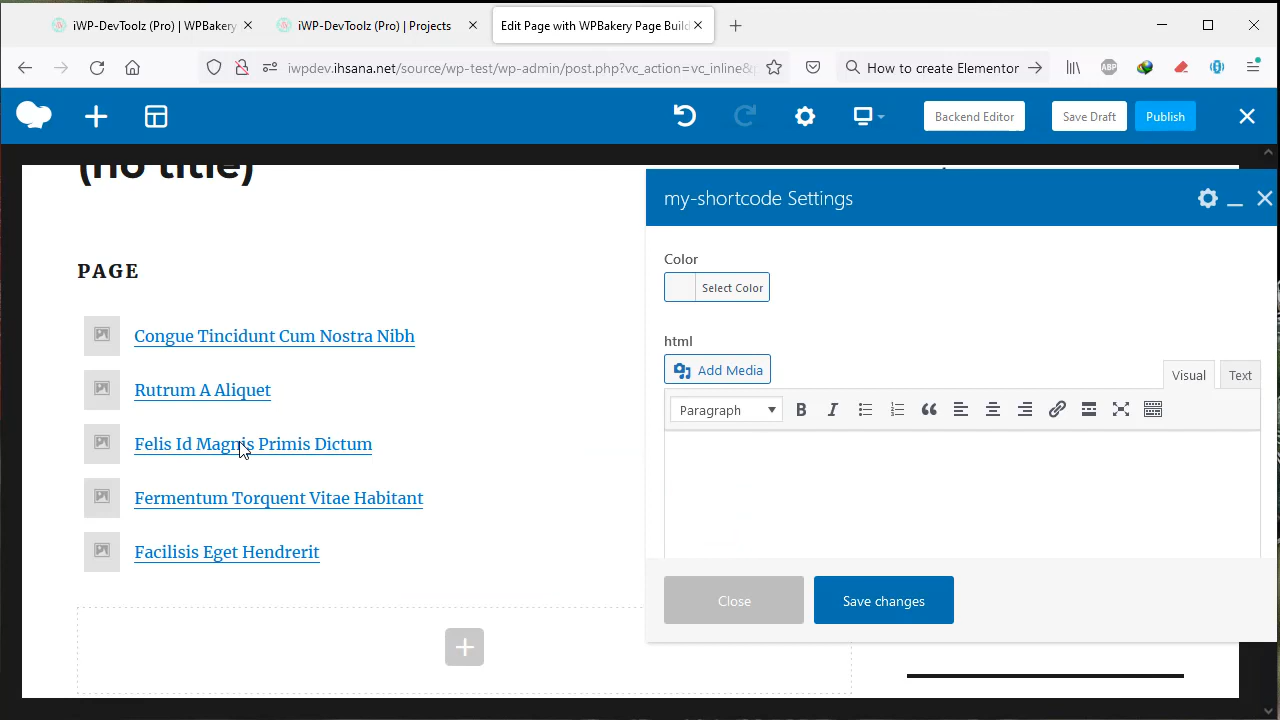 iWP-DevToolz (Pro) | WPBakery
iWP-DevToolz (Pro) | Projects
Edit Page with WPBakery Page Build
iwpdev.ihsana.net/source/wp-test/wp-admin/post.php?vc_action=vc_inline&
How to create Elementor
ABP
Backend Editor
Save Draft
Publish
(no title)
my-shortcode Settings
Color
Select Color
PAGE
html
Congue Tincidunt Cum Nostra Nibh
Add Media
Visual
Text
Rutrum A Aliquet
Paragraph
B
I
Felis Id Magnis Primis Dictum
Fermentum Torquent Vitae Habitant
Facilisis Eget Hendrerit
Close
Save changes